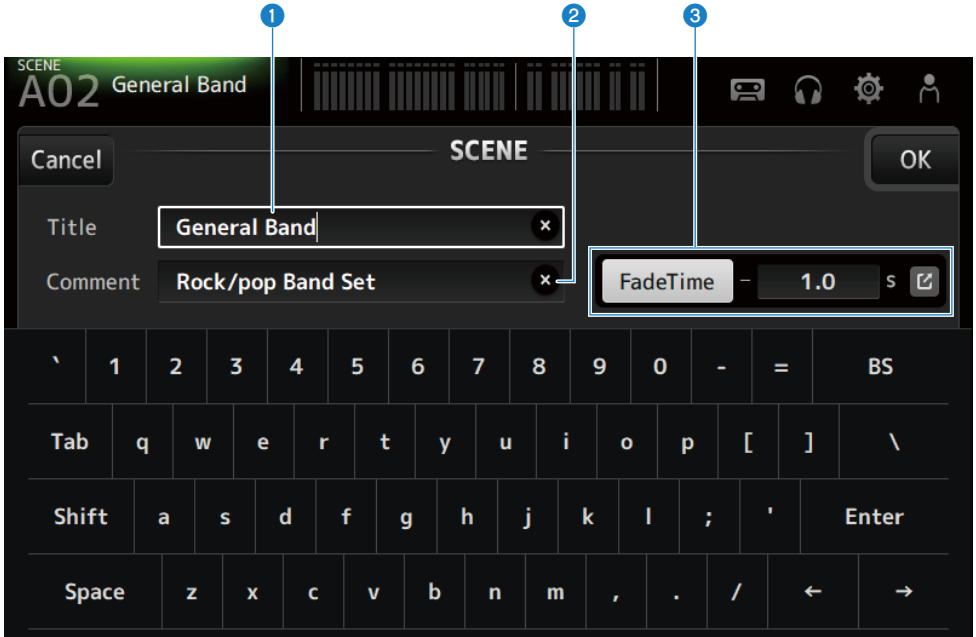 1 2 3
SCENE
A02 General Band
Cancel SCENE OK
Title General Band ×
Comment Rock/pop Band Set × FadeTime – 1.0 s
` 1 2 3 4 5 6 7 8 9 0 - = BS
Tab q w e r t y u i o p [ ] \
Shift a s d f g h j k l ; ' Enter
Space z x c v b n m , . / ← →